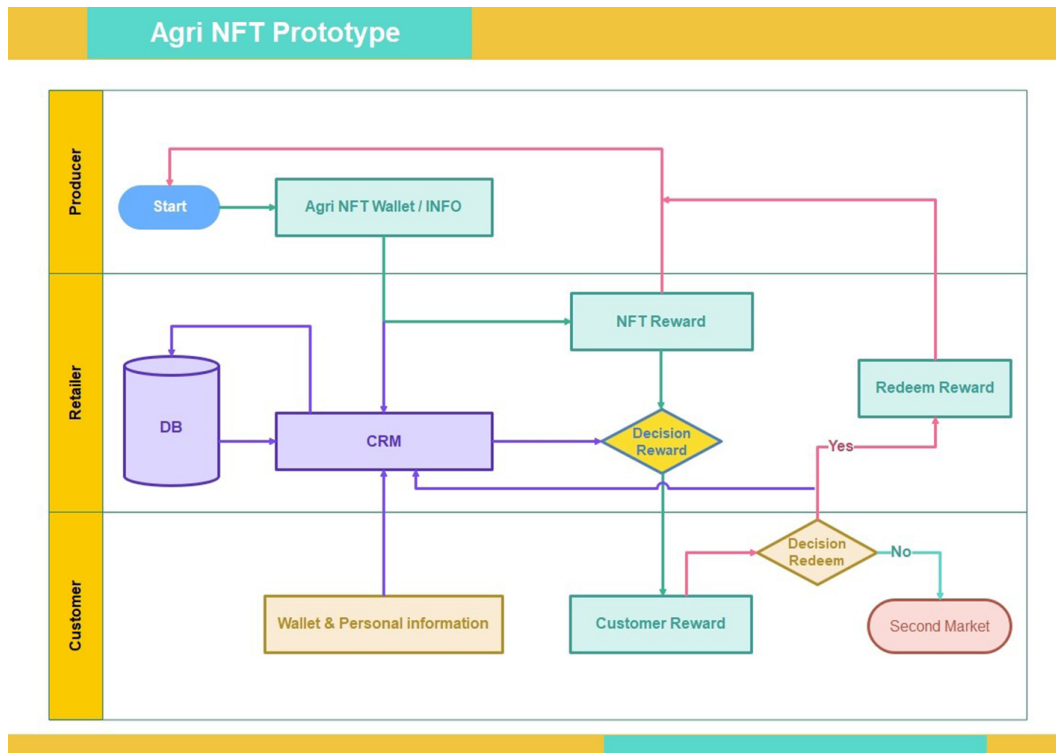 Agri NFT Prototype
Producer
Start
Agri NFT Wallet / INFO
Retailer
NFT Reward
Redeem Reward
DB
CRM
Decision
Reward
Yes
Customer
Decision
Redeem
No
Wallet & Personal information
Customer Reward
Second Market